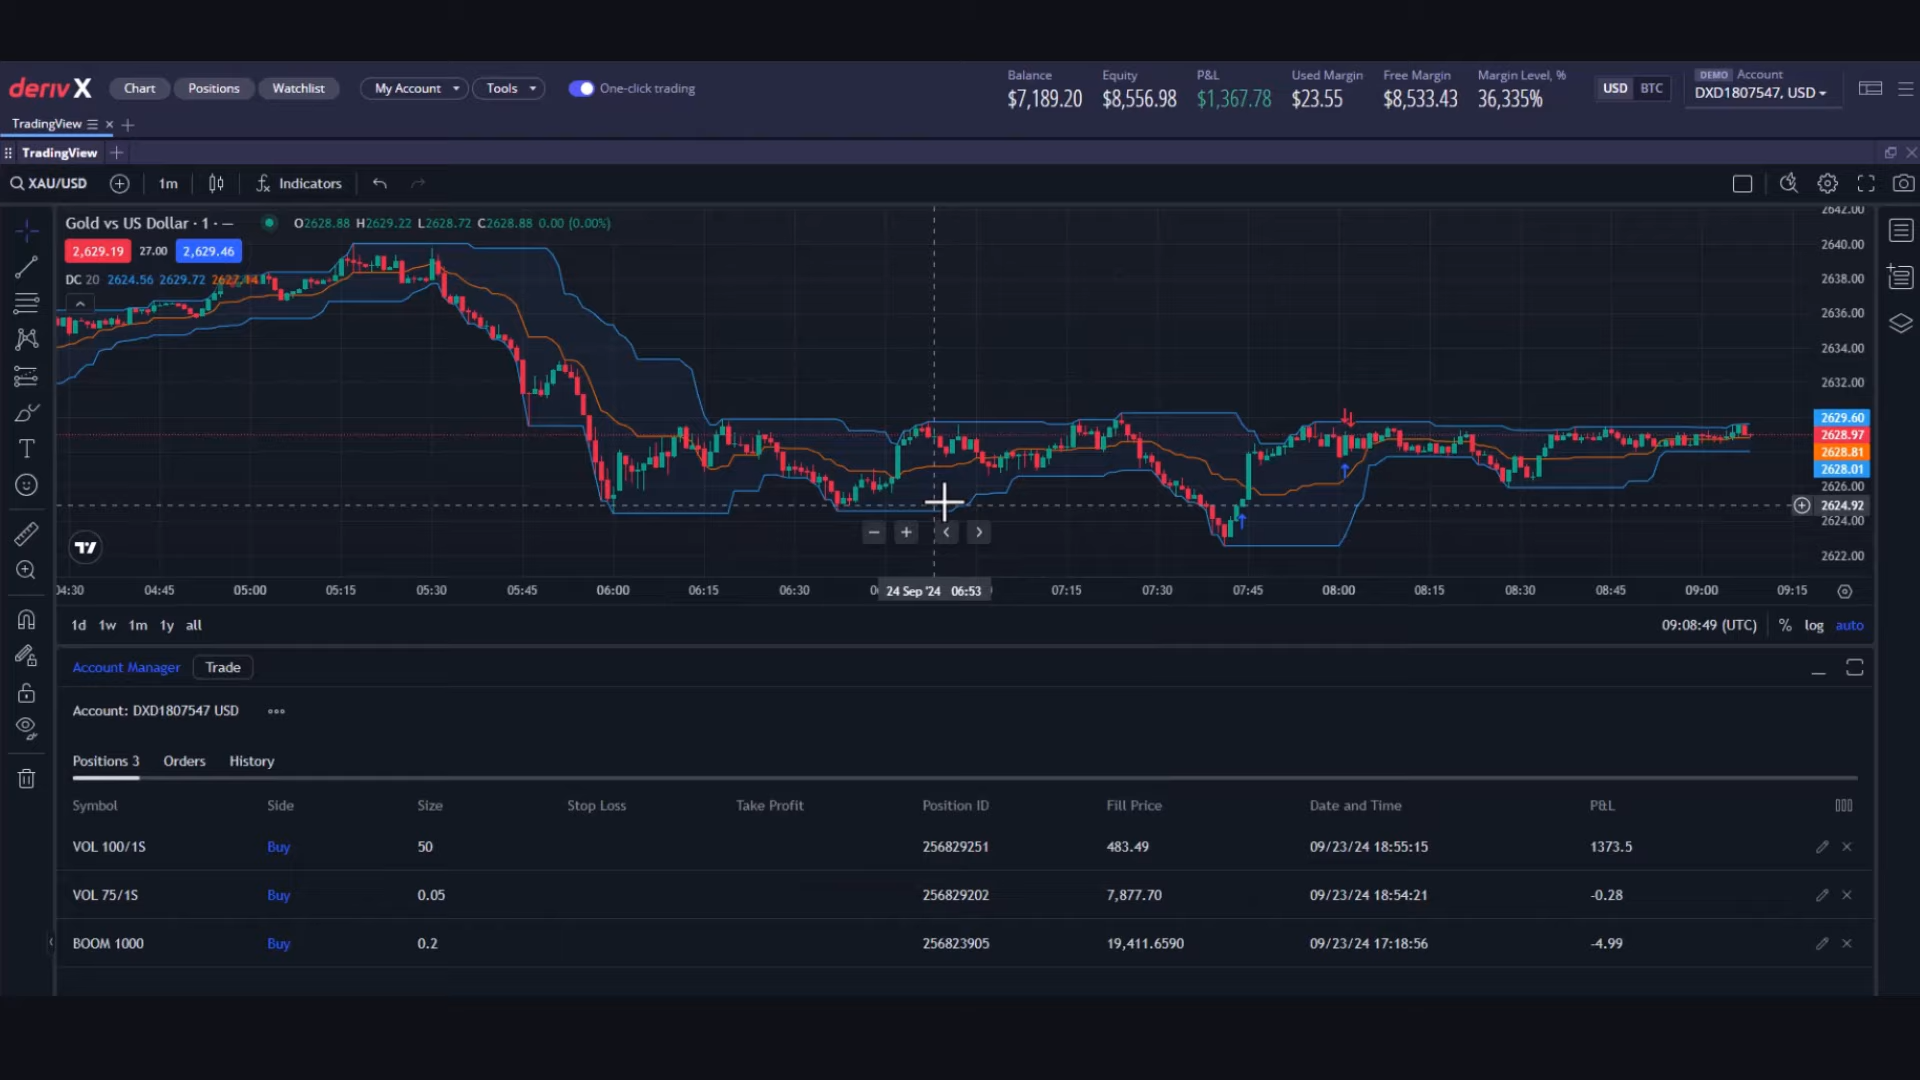 deriv X Chart Positions Watchlist My Account Tools One-click trading
Balance Equity P&L Used Margin Free Margin Margin Level, %
$7,189.20 $8,556.98 $1,367.78 $23.55 $8,533.43 36,335%
USD BTC
DEMO Account
DXD1807547, USD
TradingView
TradingView
XAU/USD 1m Indicators
Gold vs US Dollar · 1 · —
O2628.88 H2629.22 L2628.72 C2628.88 0.00 (0.00%)
2,629.19 27.00 2,629.46
DC 20 2624.56 2629.72 2627.14
2642.00
2640.00
2638.00
2636.00
2634.00
2632.00
2629.60
2628.97
2628.81
2628.01
2626.00
2624.92
2624.00
2622.00
04:30 04:45 05:00 05:15 05:30 05:45 06:00 06:15 06:30 24 Sep '24 06:53 07:15 07:30 07:45 08:00 08:15 08:30 08:45 09:00 09:15
1d 1w 1m 1y all
09:08:49 (UTC) % log auto
Account Manager Trade
Account: DXD1807547 USD
Positions 3 Orders History
Symbol Side Size Stop Loss Take Profit Position ID Fill Price Date and Time P&L
VOL 100/1S Buy 50 256829251 483.49 09/23/24 18:55:15 1373.5
VOL 75/1S Buy 0.05 256829202 7,877.70 09/23/24 18:54:21 -0.28
BOOM 1000 Buy 0.2 256823905 19,411.6590 09/23/24 17:18:56 -4.99